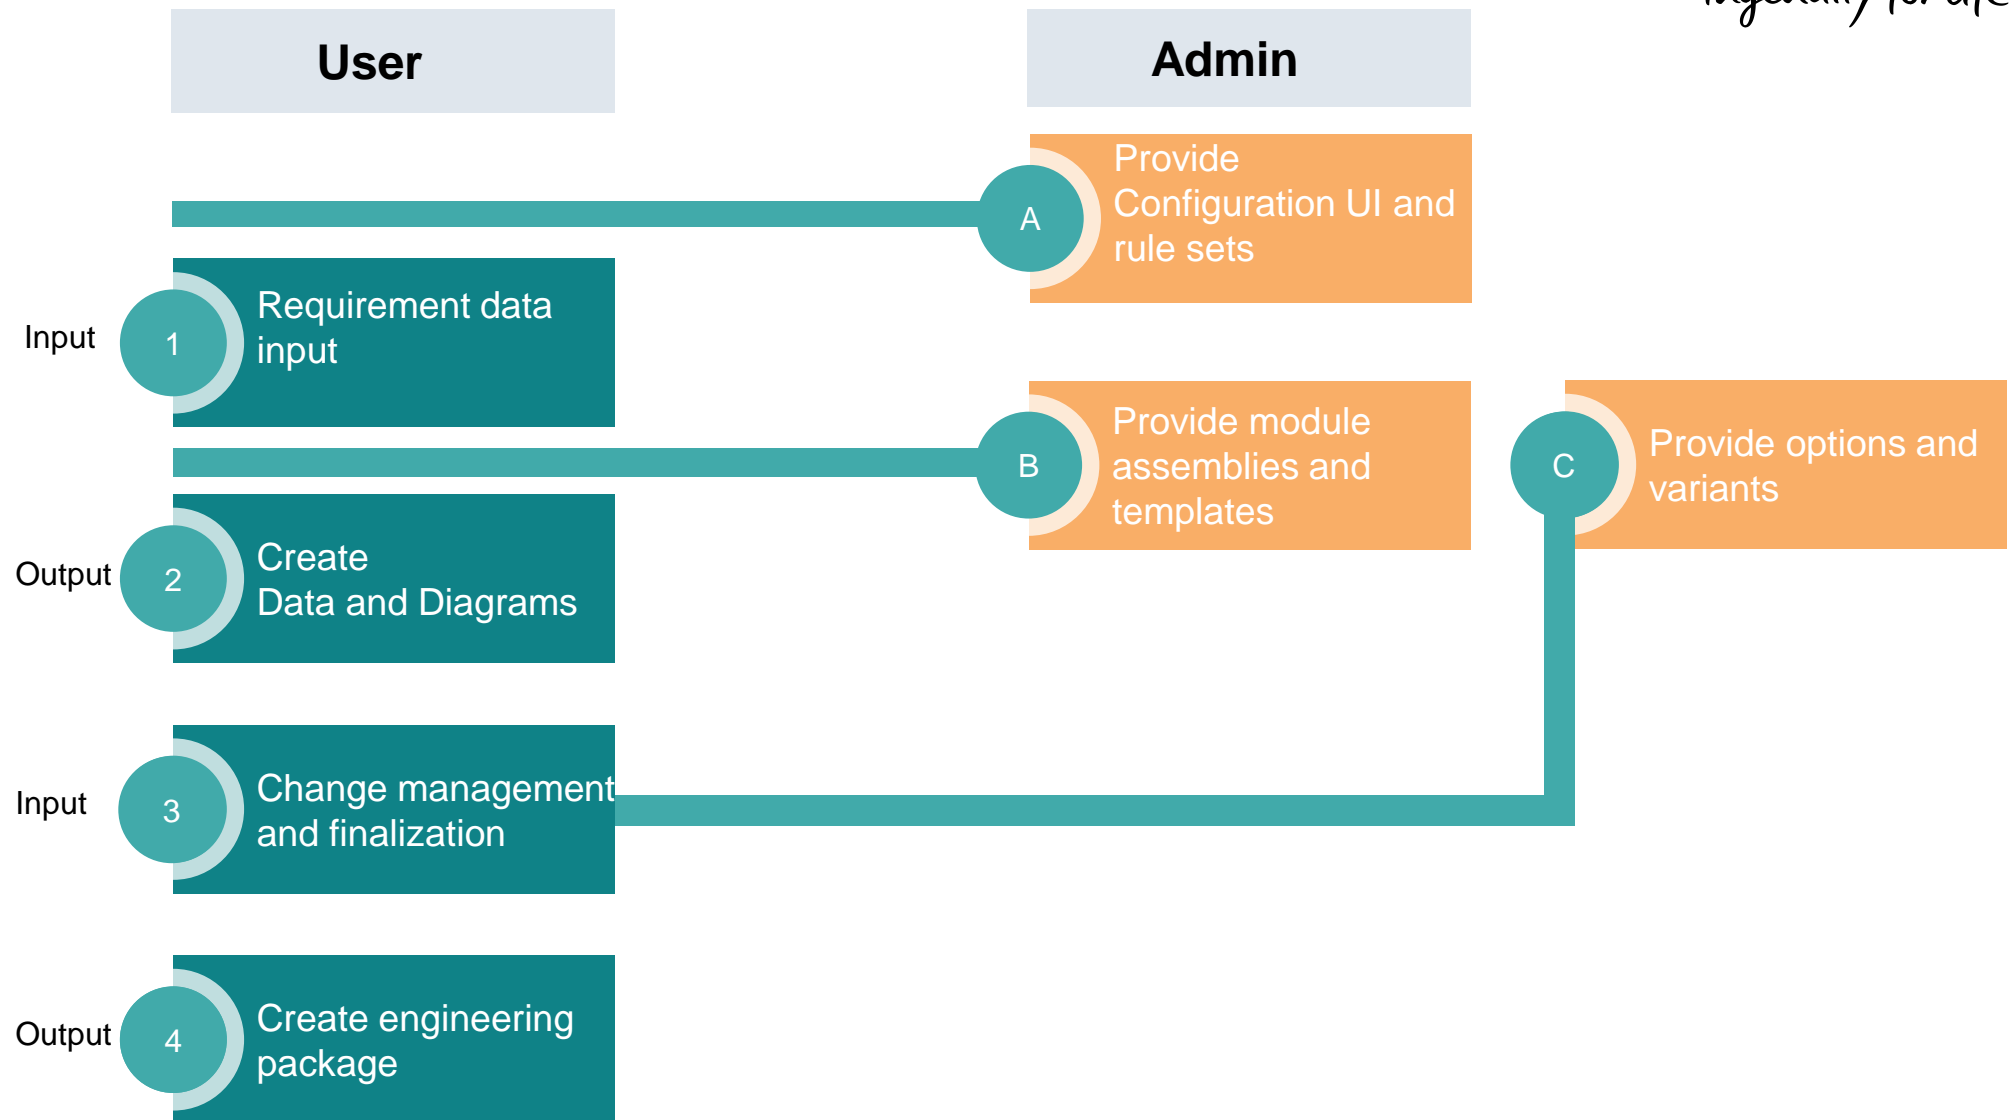 User
Admin
Provide
Configuration UI and
rule sets
A
Input
1
Requirement data
input
B
Provide module
assemblies and
templates
C
Provide options and
variants
Output
2
Create
Data and Diagrams
Input
3
Change management
and finalization
Output
4
Create engineering
package